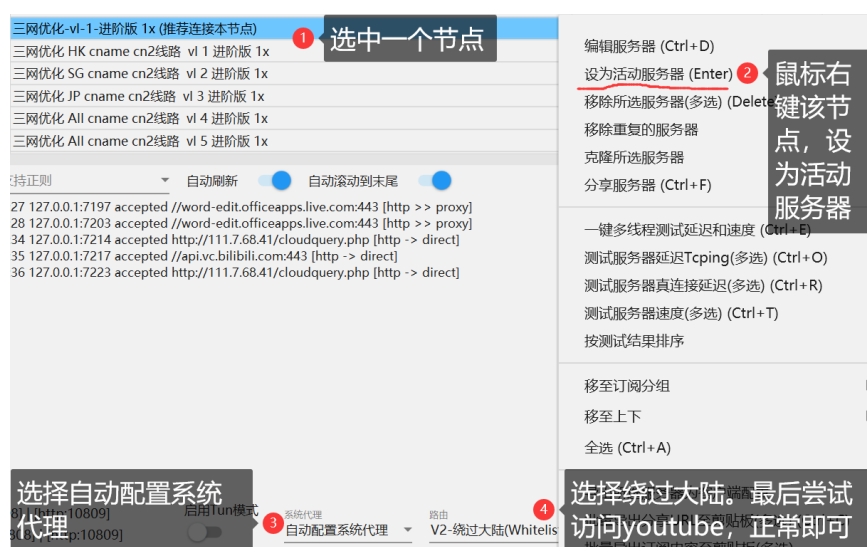 三网优化-vl-1-进阶版 1x (推荐连接本节点)
三网优化 HK cname cn2线路 vl 1 进阶版 1x
三网优化 SG cname cn2线路 vl 2 进阶版 1x
三网优化 JP cname cn2线路 vl 3 进阶版 1x
三网优化 All cname cn2线路 vl 4 进阶版 1x
三网优化 All cname cn2线路 vl 5 进阶版 1x
1 选中一个节点
支持正则
自动刷新
自动滚动到末尾
27 127.0.0.1:7197 accepted //word-edit.officeapps.live.com:443 [http >> proxy]
28 127.0.0.1:7203 accepted //word-edit.officeapps.live.com:443 [http >> proxy]
34 127.0.0.1:7214 accepted http://111.7.68.41/cloudquery.php [http -> direct]
35 127.0.0.1:7217 accepted //api.vc.bilibili.com:443 [http -> direct]
36 127.0.0.1:7223 accepted http://111.7.68.41/cloudquery.php [http -> direct]
编辑服务器 (Ctrl+D)
设为活动服务器 (Enter)
移除所选服务器(多选) (Delete
移除重复的服务器
克隆所选服务器
分享服务器 (Ctrl+F)
2 鼠标右
键该节
点，设
为活动
服务器
一键多线程测试延迟和速度 (Ctrl+E)
测试服务器延迟Tcping(多选) (Ctrl+O)
测试服务器真连接延迟(多选) (Ctrl+R)
测试服务器速度(多选) (Ctrl+T)
按测试结果排序
移至订阅分组
移至上下
全选 (Ctrl+A)
选择自动配置系统
代理
[http:10809]
启用Tun模式
3
系统代理
自动配置系统代理
路由
V2-绕过大陆(Whitelis
4 选择绕过大陆。最后尝试
访问youtube，正常即可